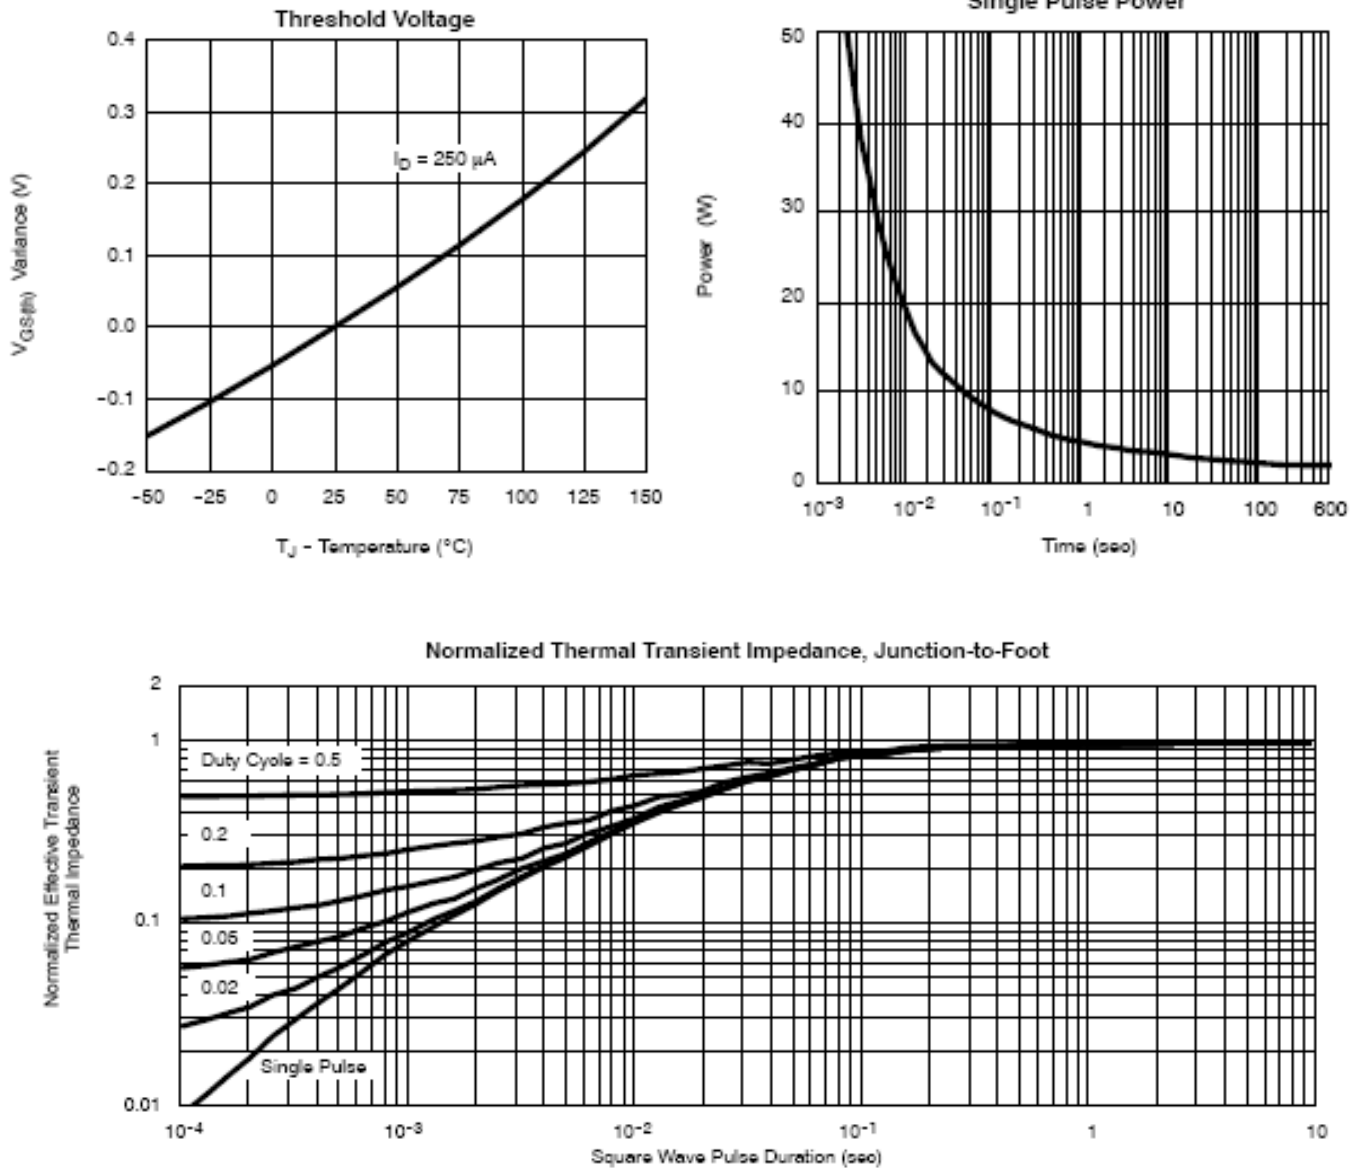 Threshold Voltage
0.4
0.3
0.2
0.1
0.0
-0.1
-0.2
VGS(th) Variance (V)
ID = 250 µA
-50 -25 0 25 50 75 100 125 150
TJ - Temperature (°C)
Single Pulse Power
50
40
30
20
10
0
Power (W)
10-3 10-2 10-1 1 10 100 600
Time (sec)
Normalized Thermal Transient Impedance, Junction-to-Foot
2
1
0.1
0.01
Normalized Effective Transient
Thermal Impedance
Duty Cycle = 0.5
0.2
0.1
0.05
0.02
Single Pulse
10-4 10-3 10-2 10-1 1 10
Square Wave Pulse Duration (sec)